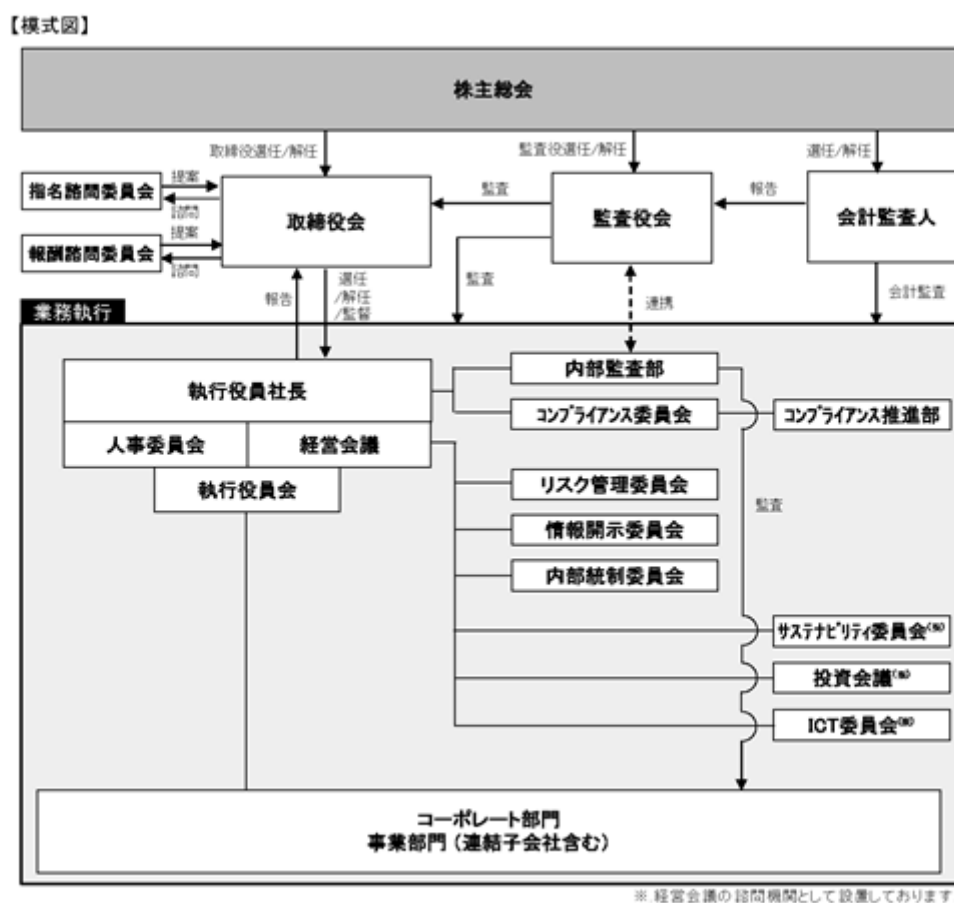 【模式図】
株主総会
取締役選任/解任
監査役選任/解任
選任/解任
指名諮問委員会
提案
諮問
報酬諮問委員会
提案
諮問
取締役会
監査
監査役会
報告
会計監査人
報告
選任
/解任
/監督
監査
連携
会計監査
業務執行
執行役員社長
人事委員会
経営会議
執行役員会
内部監査部
コンプライアンス委員会
コンプライアンス推進部
リスク管理委員会
情報開示委員会
内部統制委員会
監査
サステナビリティ委員会(※)
投資会議(※)
ICT委員会(※)
コーポレート部門
事業部門(連結子会社含む)
※ 経営会議の諮問機関として設置しております